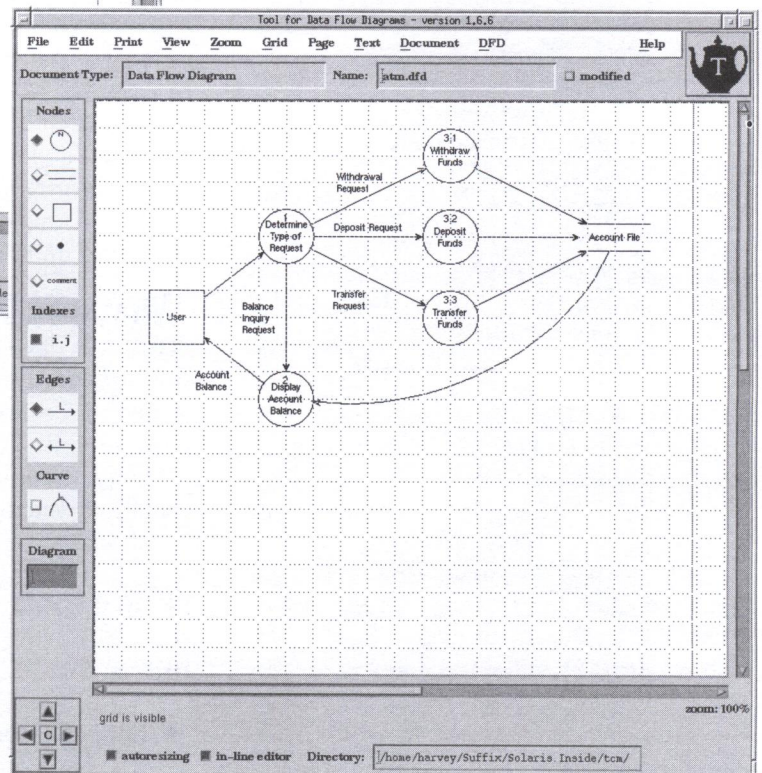 Tool for Data Flow Diagrams - version 1.6.6
File Edit Print View Zoom Grid Page Text Document DFD Help
Document Type: Data Flow Diagram Name: atm.dfd modified
T
Nodes
N
comment
Indexes
i.j
Edges
L
L
Curve
Diagram
3.1
Withdraw
Funds
Withdrawal
Request
1
Determine
Type of
Request
Deposit Request
3.2
Deposit
Funds
Account File
User
Balance
Inquiry
Request
Transfer
Request
3.3
Transfer
Funds
Account
Balance
2
Display
Account
Balance
zoom: 100%
grid is visible
C
autoresizing in-line editor Directory: /home/harvey/Suffix/Solaris.Inside/tcm/